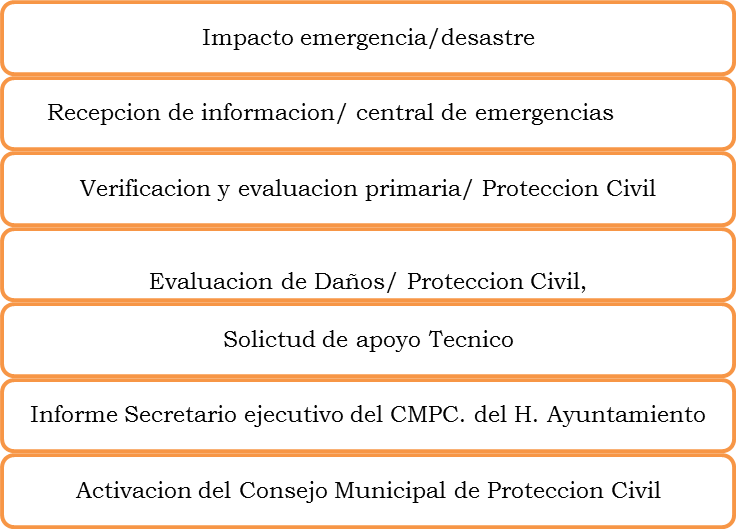 Impacto emergencia/desastre
Recepcion de informacion/ central de emergencias
Verificacion y evaluacion primaria/ Proteccion Civil
Evaluacion de Daños/ Proteccion Civil,
Solictud de apoyo Tecnico
Informe Secretario ejecutivo del CMPC. del H. Ayuntamiento
Activacion del Consejo Municipal de Proteccion Civil